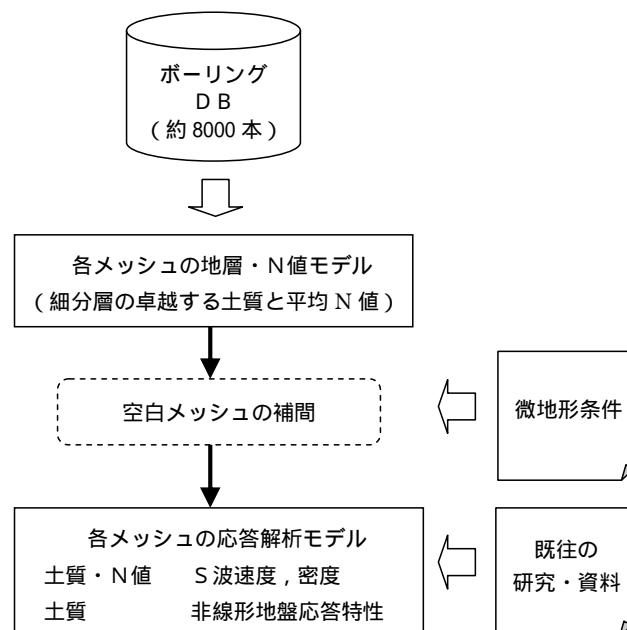 ボーリング
ＤＢ
（約 8000 本）
各メッシュの地層・Ｎ値モデル
（細分層の卓越する土質と平均 N 値）
空白メッシュの補間
微地形条件
各メッシュの応答解析モデル
土質・Ｎ値　　Ｓ波速度，密度
土質　　非線形地盤応答特性
既往の
研究・資料